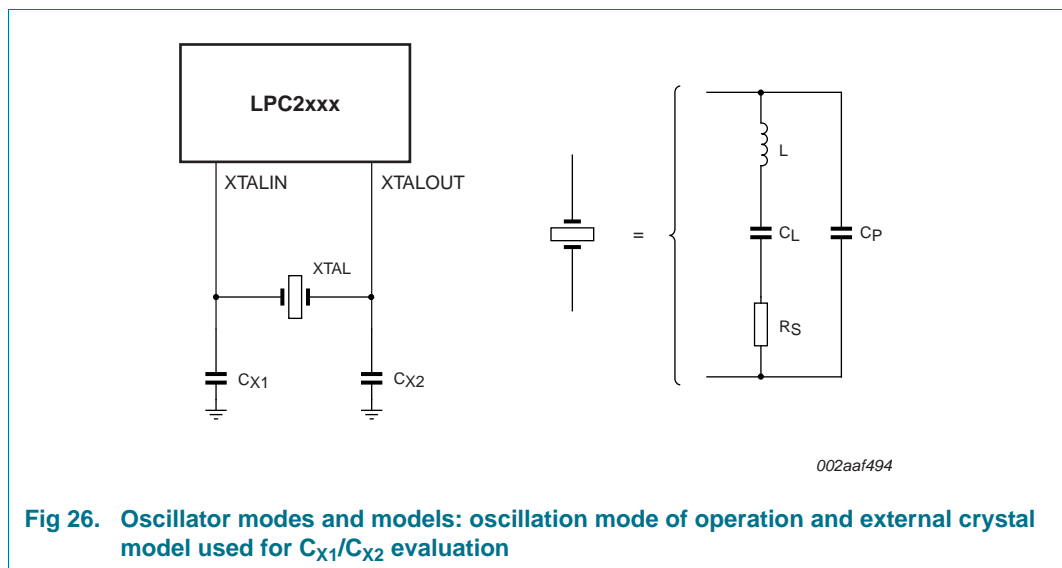 LPC2xxx
XTALIN
XTALOUT
XTAL
CX1
CX2
=
L
CL
CP
RS
002aaf494
Fig 26. Oscillator modes and models: oscillation mode of operation and external crystal
model used for CX1/CX2 evaluation